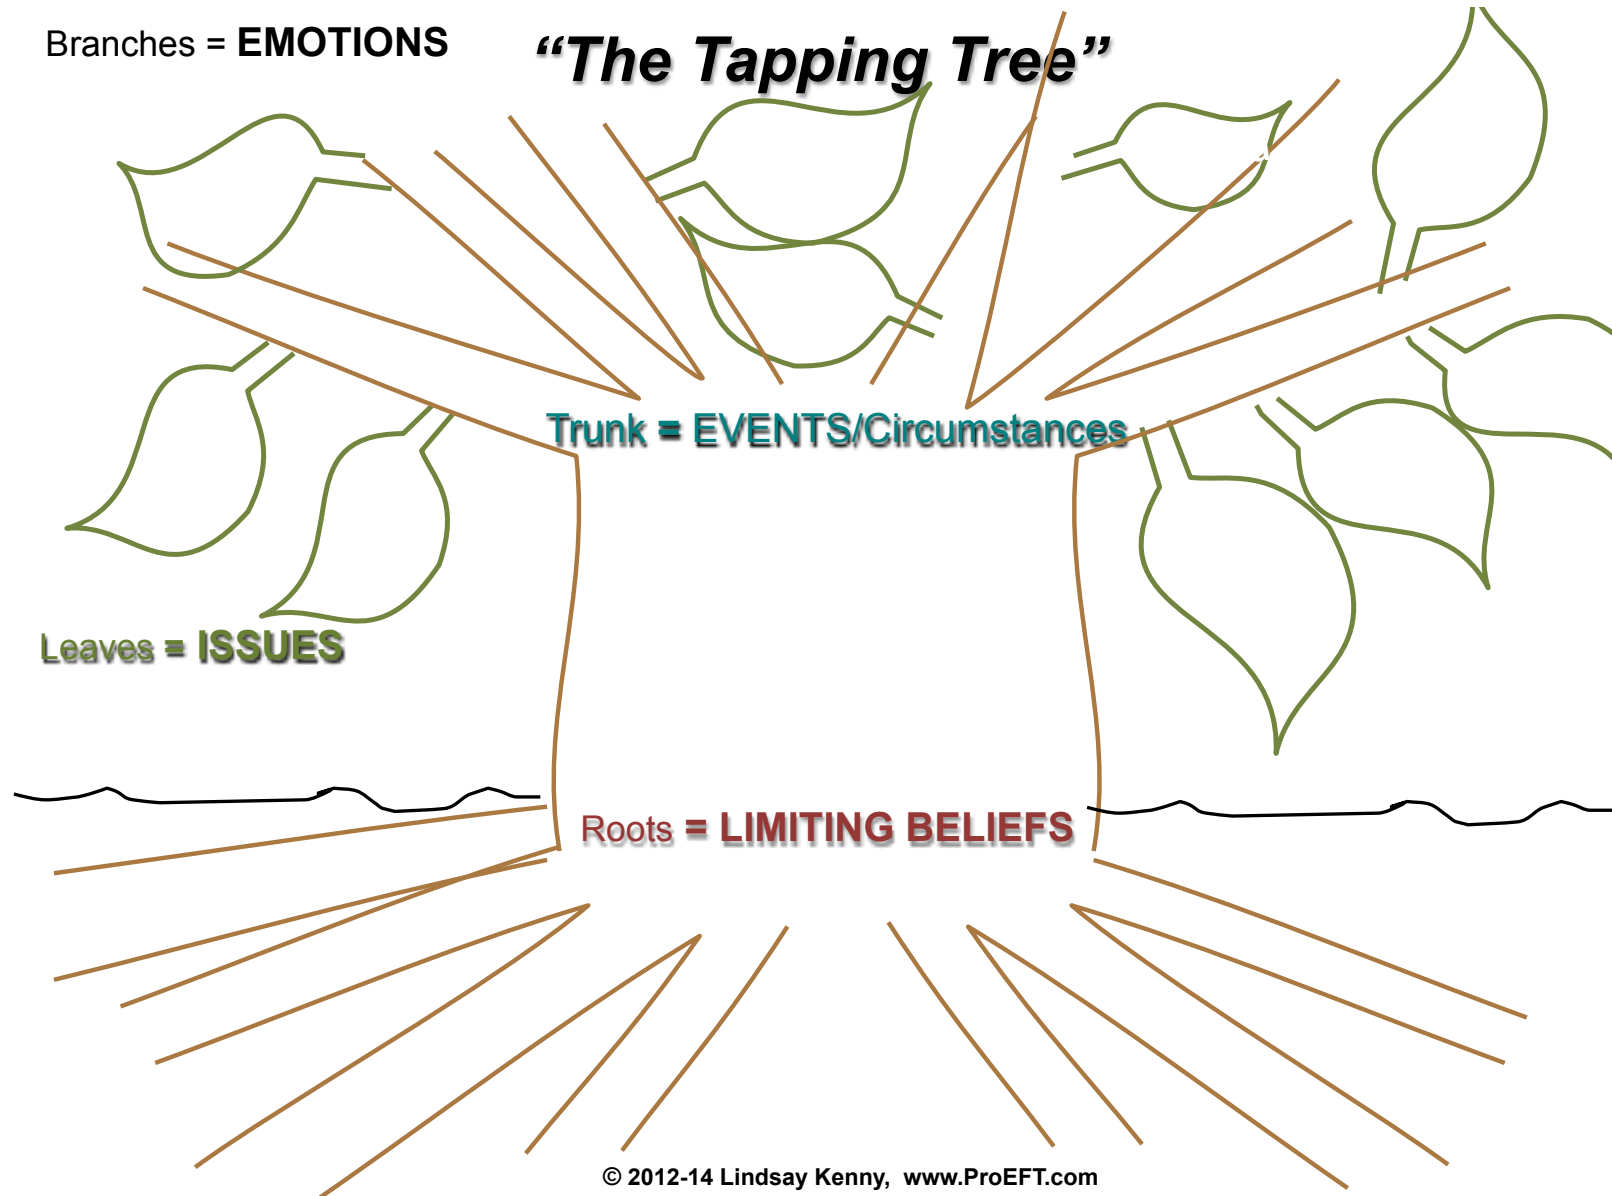 Branches = EMOTIONS
“The Tapping Tree”
Trunk = EVENTS/Circumstances
Leaves = ISSUES
Roots = LIMITING BELIEFS
© 2012-14 Lindsay Kenny, www.ProEFT.com